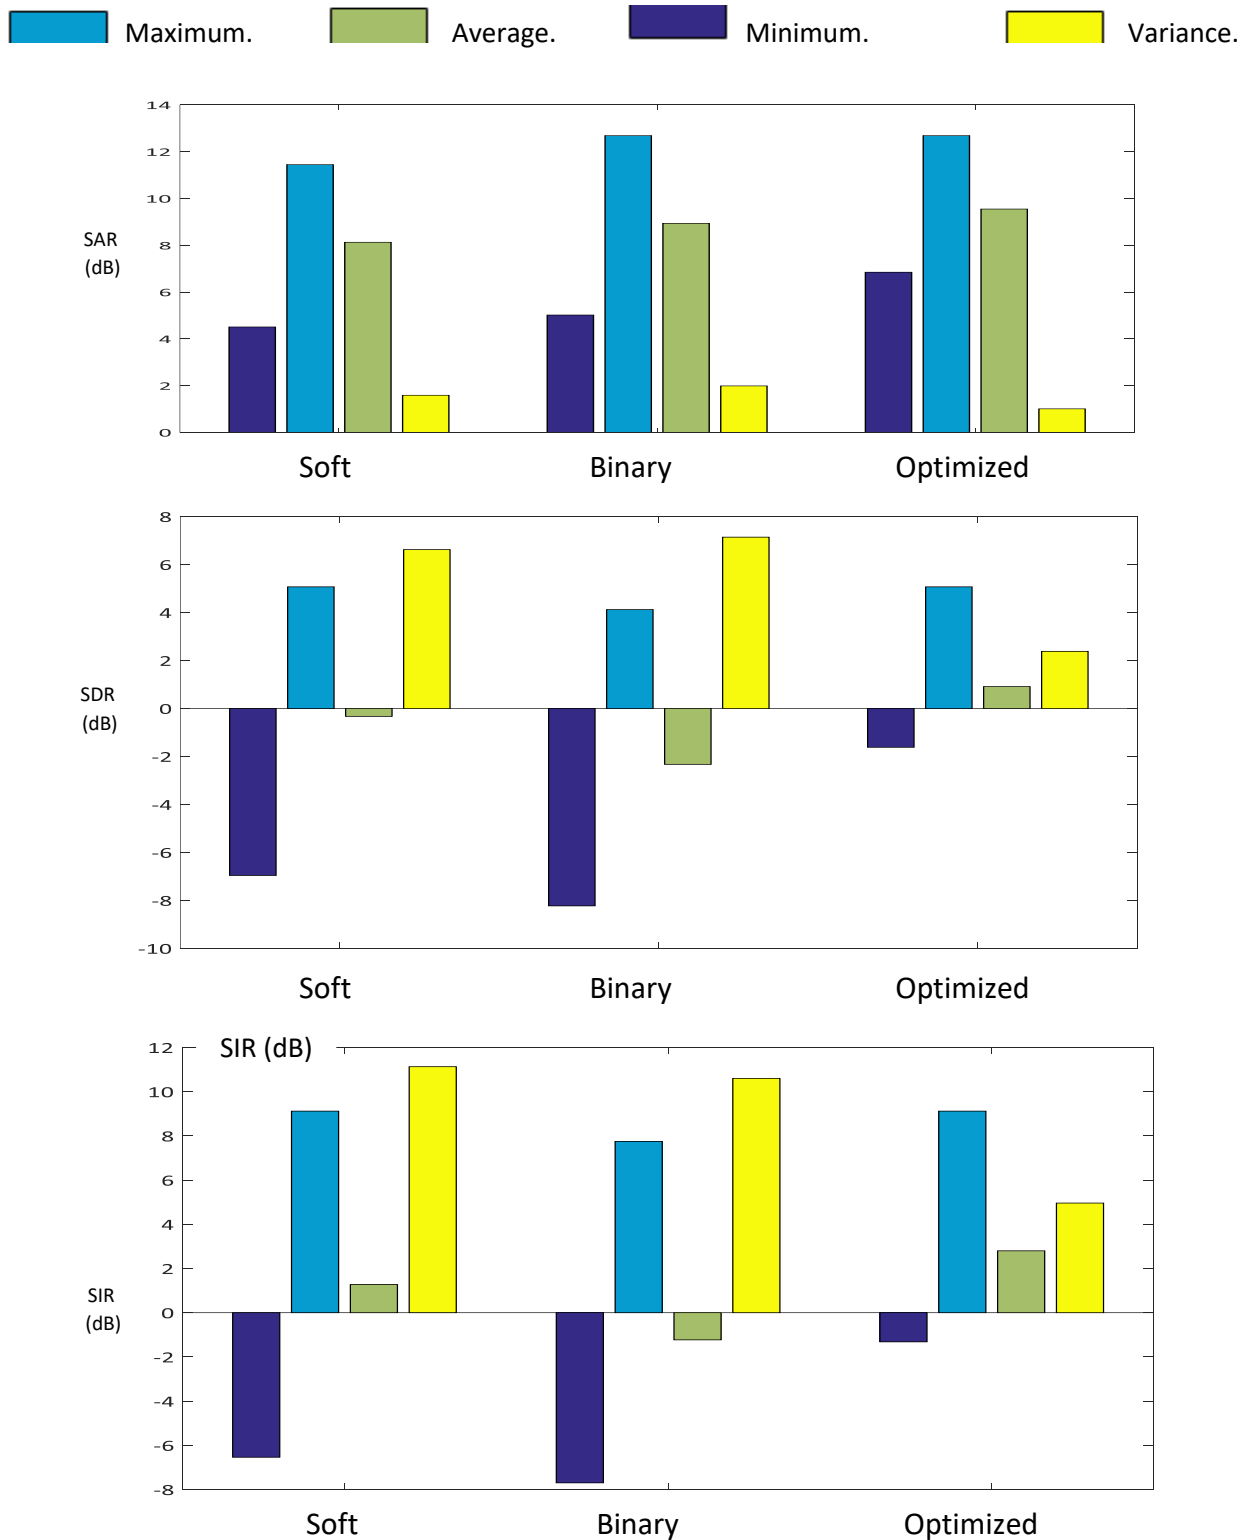 Maximum. Average. Minimum. Variance.
14
12
10
8
6
4
2
0
SAR
(dB)
Soft Binary Optimized
8
6
4
2
0
-2
-4
-6
-8
-10
SDR
(dB)
Soft Binary Optimized
SIR (dB)
12
10
8
6
4
2
0
-2
-4
-6
-8
SIR
(dB)
Soft Binary Optimized